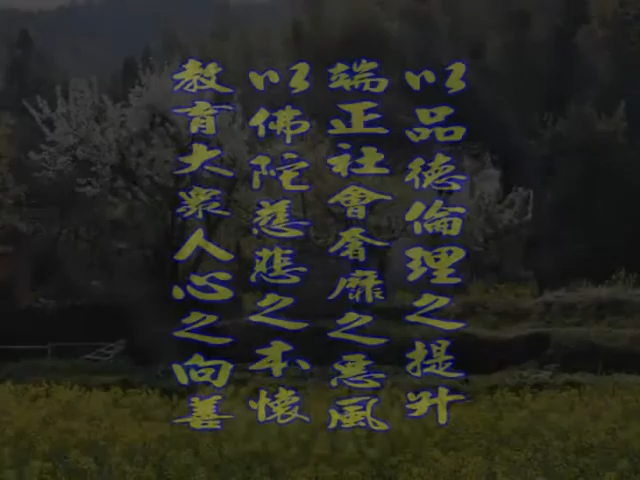 以品德倫理之提升
端正社會奢靡之惡風
以佛陀慈悲之本懷
教育大眾人心之向善